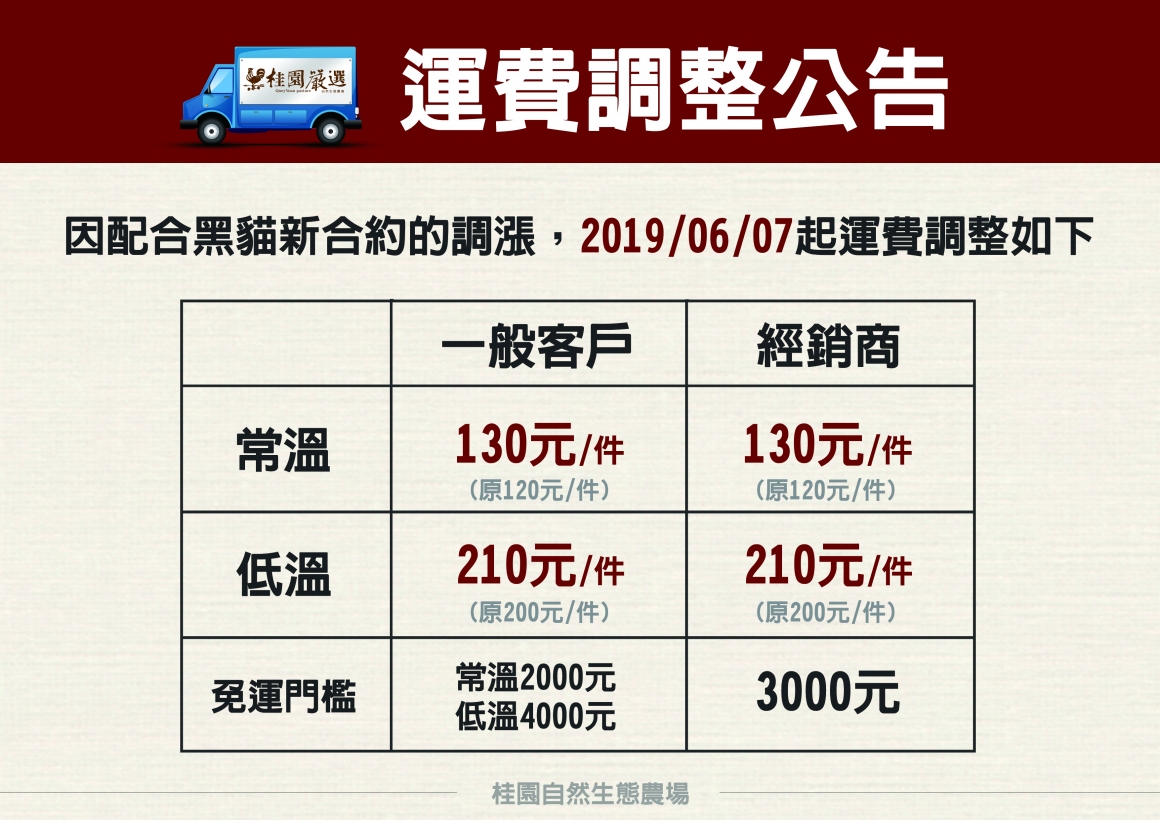 桂園嚴選
運費調整公告
因配合黑貓新合約的調漲，2019/06/07起運費調整如下
一般客戶 經銷商
常溫 130元/件 130元/件
(原120元/件) (原120元/件)
低溫 210元/件 210元/件
(原200元/件) (原200元/件)
免運門檻 常溫2000元 3000元
低溫4000元
桂園自然生態農場